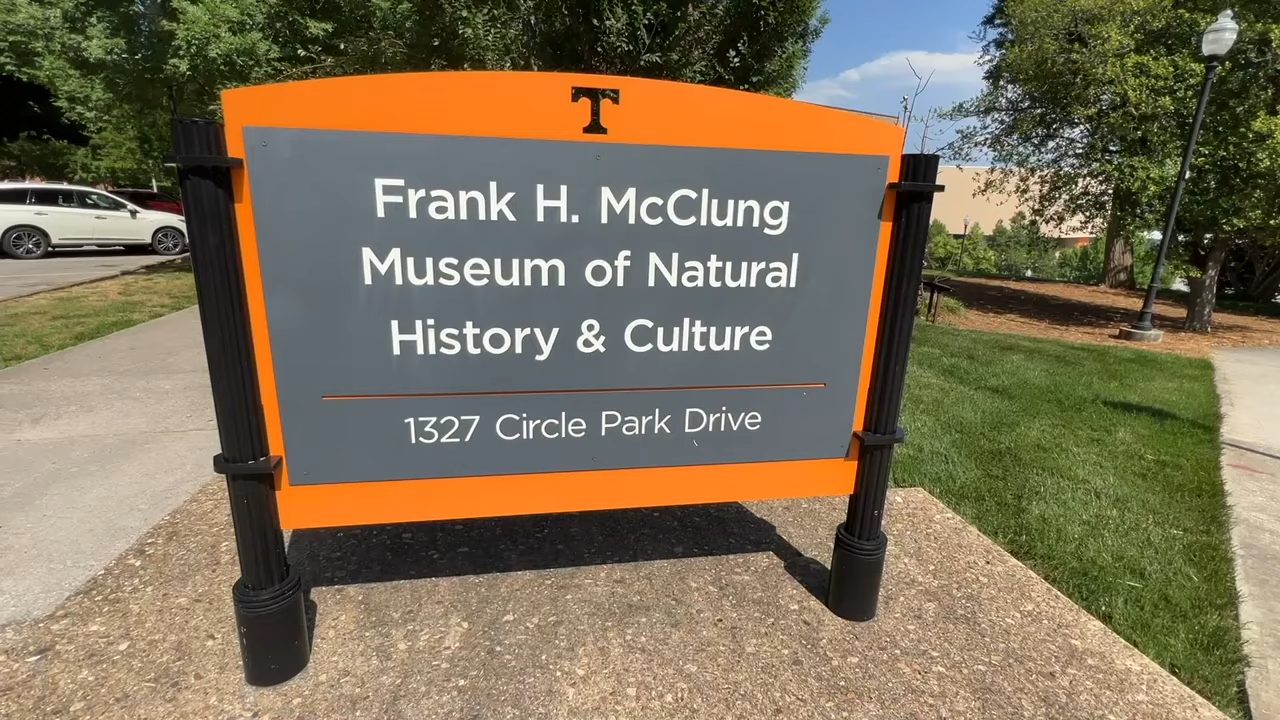 T
Frank H. McClung
Museum of Natural
History & Culture
1327 Circle Park Drive